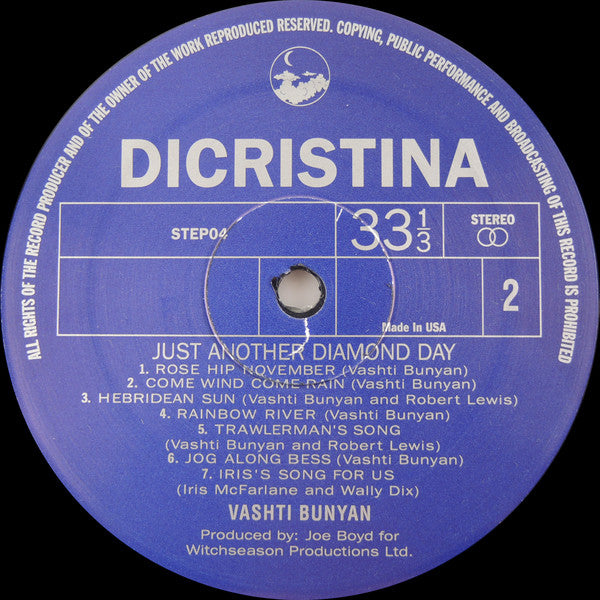 ALL RIGHTS OF THE RECORD PRODUCER AND OF THE OWNER OF THE WORK REPRODUCED RESERVED. COPYING, PUBLIC PERFORMANCE AND BROADCASTING OF THIS RECORD IS PROHIBITED
DICRISTINA
STEP04
33 1/3
STEREO
2
Made In USA
JUST ANOTHER DIAMOND DAY
1. ROSE HIP NOVEMBER (Vashti Bunyan)
2. COME WIND COME RAIN (Vashti Bunyan)
3. HEBRIDEAN SUN (Vashti Bunyan and Robert Lewis)
4. RAINBOW RIVER (Vashti Bunyan)
5. TRAWLERMAN'S SONG
(Vashti Bunyan and Robert Lewis)
6. JOG ALONG BESS (Vashti Bunyan)
7. IRIS'S SONG FOR US
(Iris McFarlane and Wally Dix)
VASHTI BUNYAN
Produced by: Joe Boyd for
Witchseason Productions Ltd.